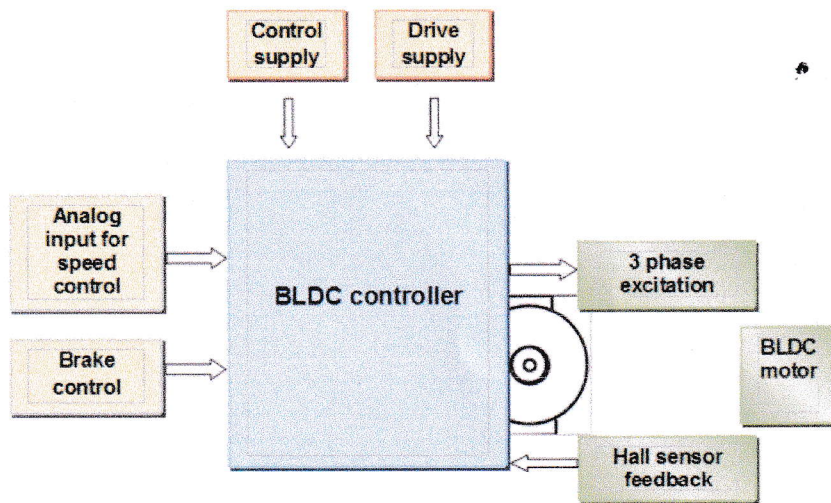 Control
supply
Drive
supply
Analog
input for
speed
control
BLDC controller
3 phase
excitation
Brake
control
BLDC
motor
Hall sensor
feedback